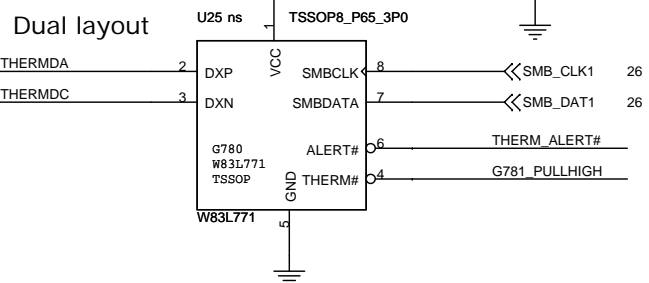 Dual layout
U25 ns
TSSOP8_P65_3P0
1
VCC
THERMDA
2
DXP
SMBCLK
8
SMB_CLK1
26
THERMDC
3
DXN
SMBDATA
7
SMB_DAT1
26
G780
W83L771
TSSOP
ALERT#
6
THERM_ALERT#
GND
THERM#
4
G781_PULLHIGH
W83L771
5